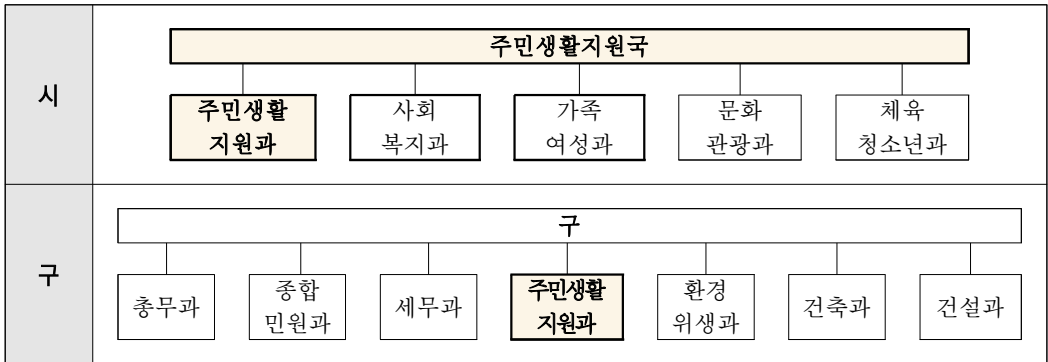 시
주민생활지원국
주민생활
지원과
사회
복지과
가족
여성과
문화
관광과
체육
청소년과
구
구
총무과
종합
민원과
세무과
주민생활
지원과
환경
위생과
건축과
건설과